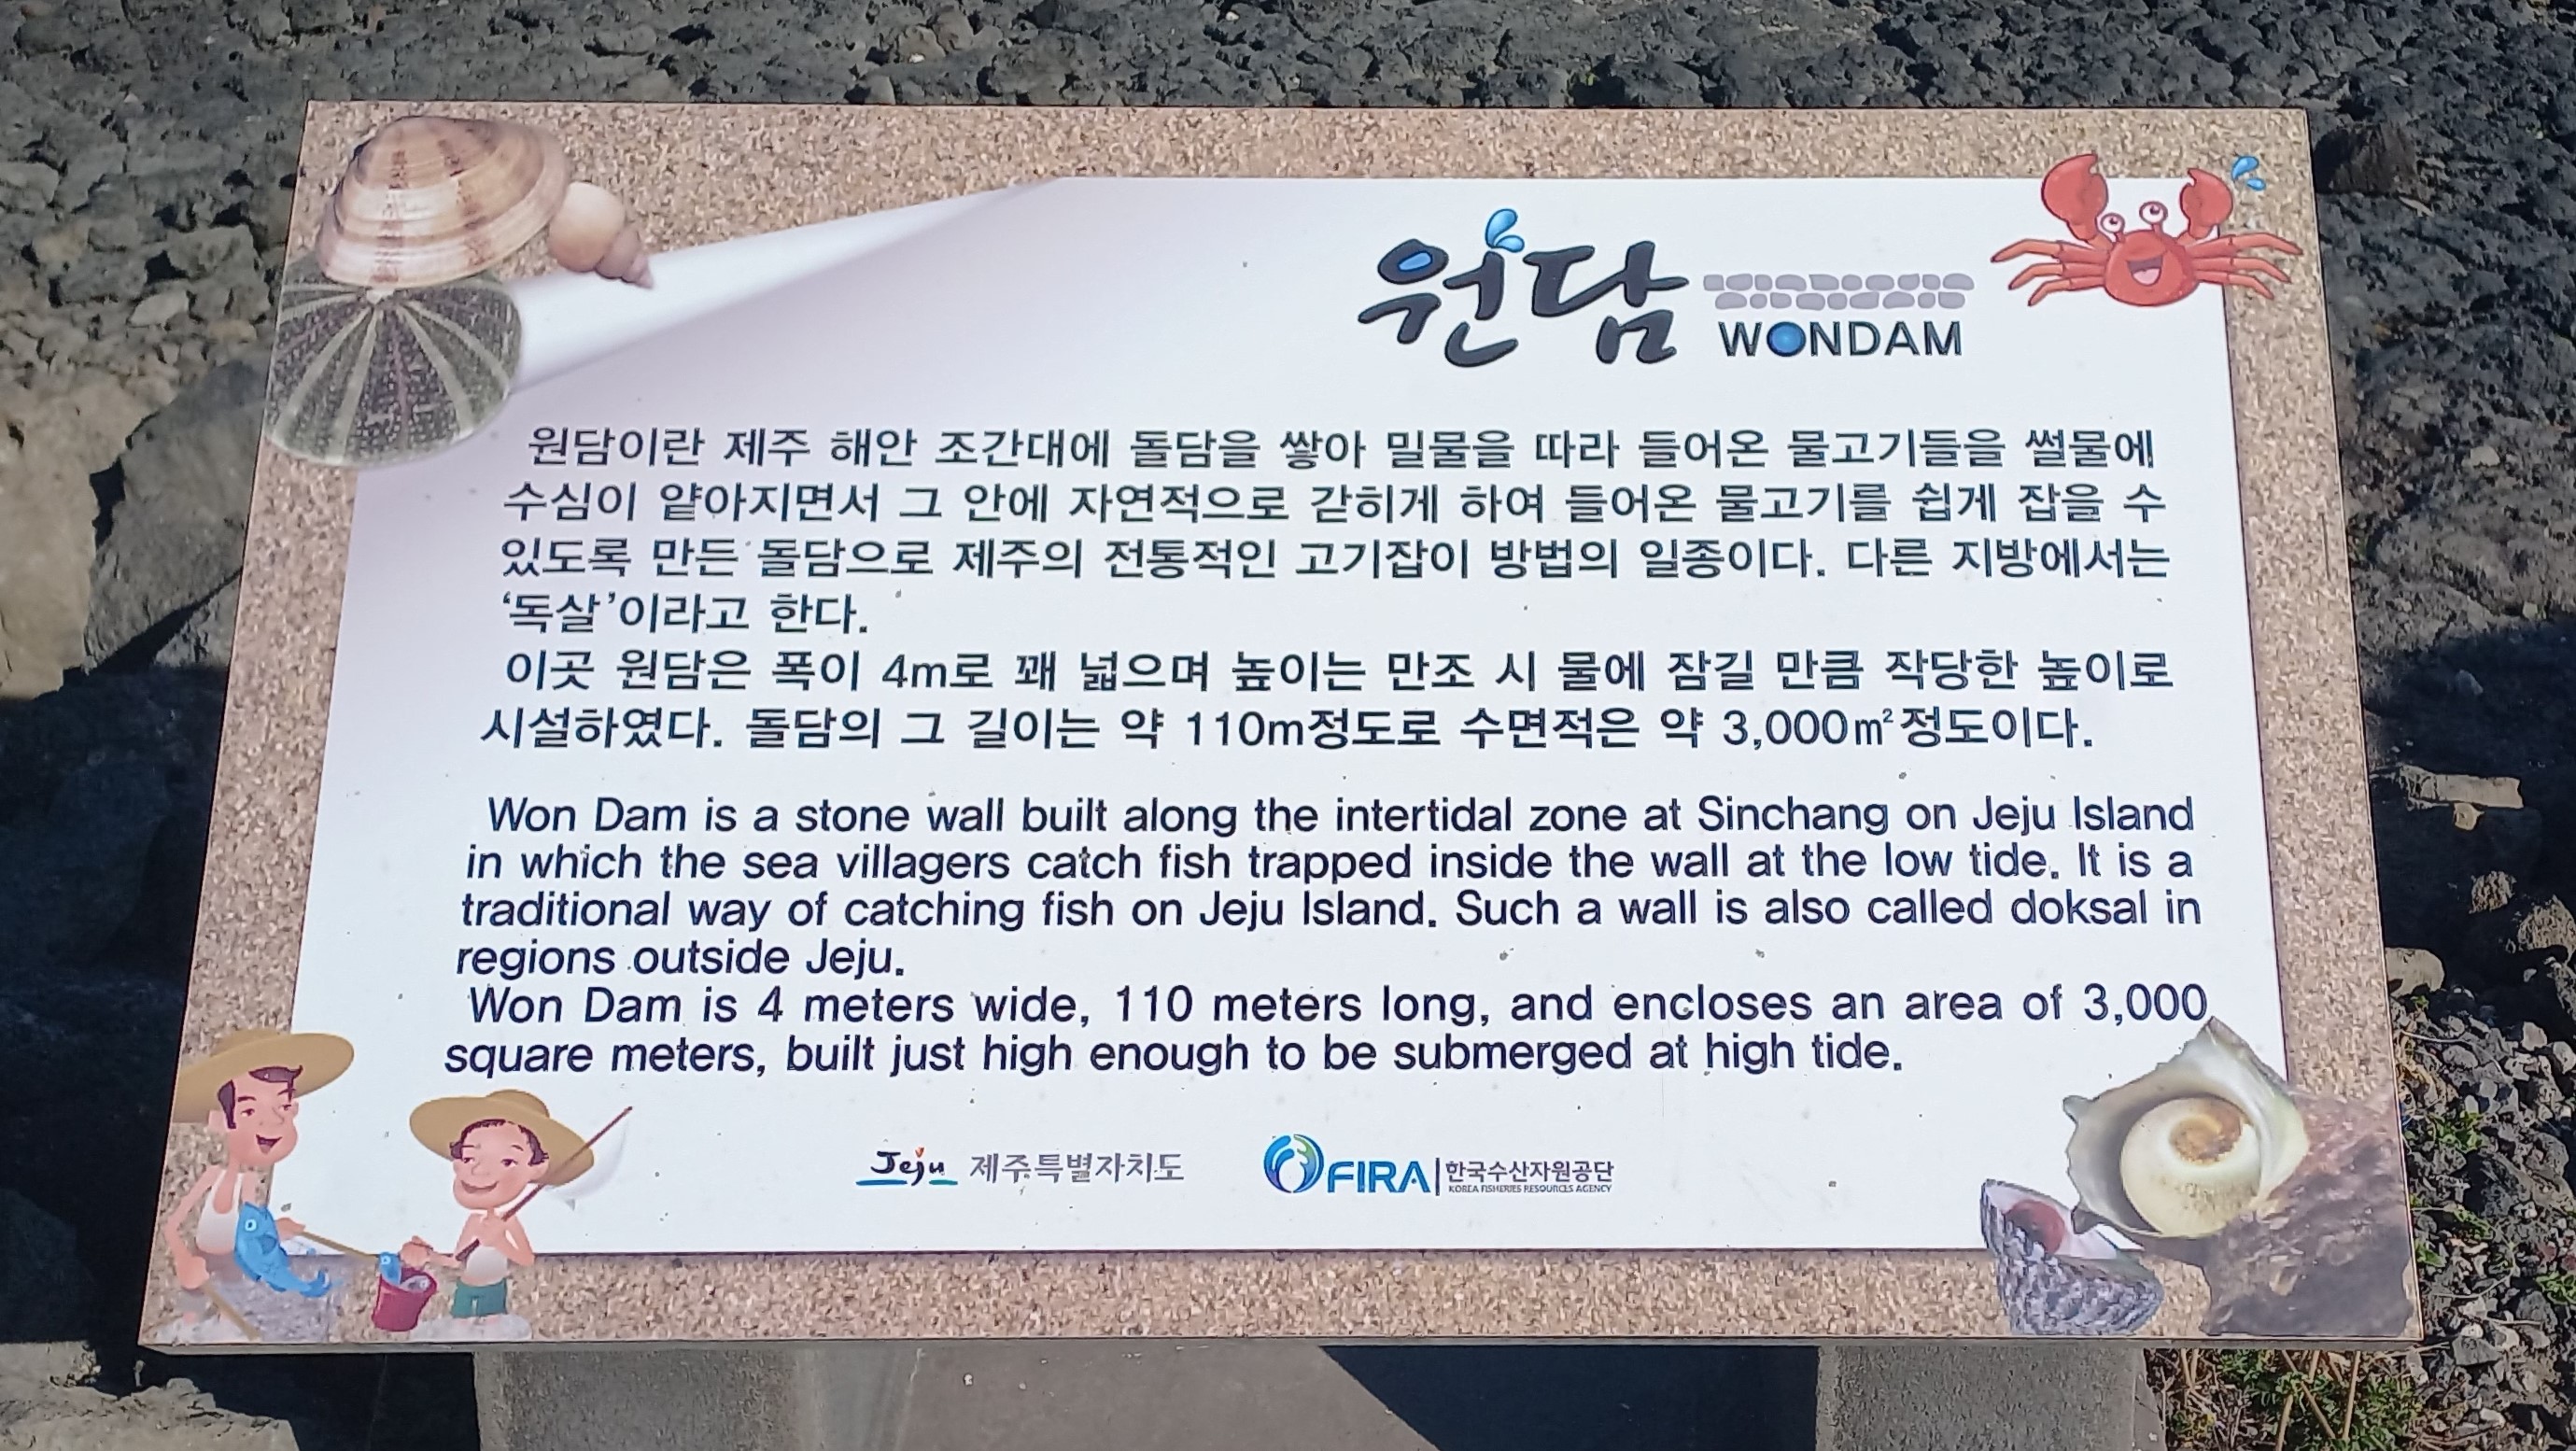 원담
WONDAM
원담이란 제주 해안 조간대에 돌담을 쌓아 밀물을 따라 들어온 물고기들을 썰물에
수심이 얕아지면서 그 안에 자연적으로 갇히게 하여 들어온 물고기를 쉽게 잡을 수
있도록 만든 돌담으로 제주의 전통적인 고기잡이 방법의 일종이다. 다른 지방에서는
‘독살’이라고 한다.
이곳 원담은 폭이 4m로 꽤 넓으며 높이는 만조 시 물에 잠길 만큼 작당한 높이로
시설하였다. 돌담의 그 길이는 약 110m정도로 수면적은 약 3,000㎡정도이다.
Won Dam is a stone wall built along the intertidal zone at Sinchang on Jeju Island
in which the sea villagers catch fish trapped inside the wall at the low tide. It is a
traditional way of catching fish on Jeju Island. Such a wall is also called doksal in
regions outside Jeju.
Won Dam is 4 meters wide, 110 meters long, and encloses an area of 3,000
square meters, built just high enough to be submerged at high tide.
Jeju 제주특별자치도
FIRA 한국수산자원공단
KOREA FISHERIES RESOURCES AGENCY